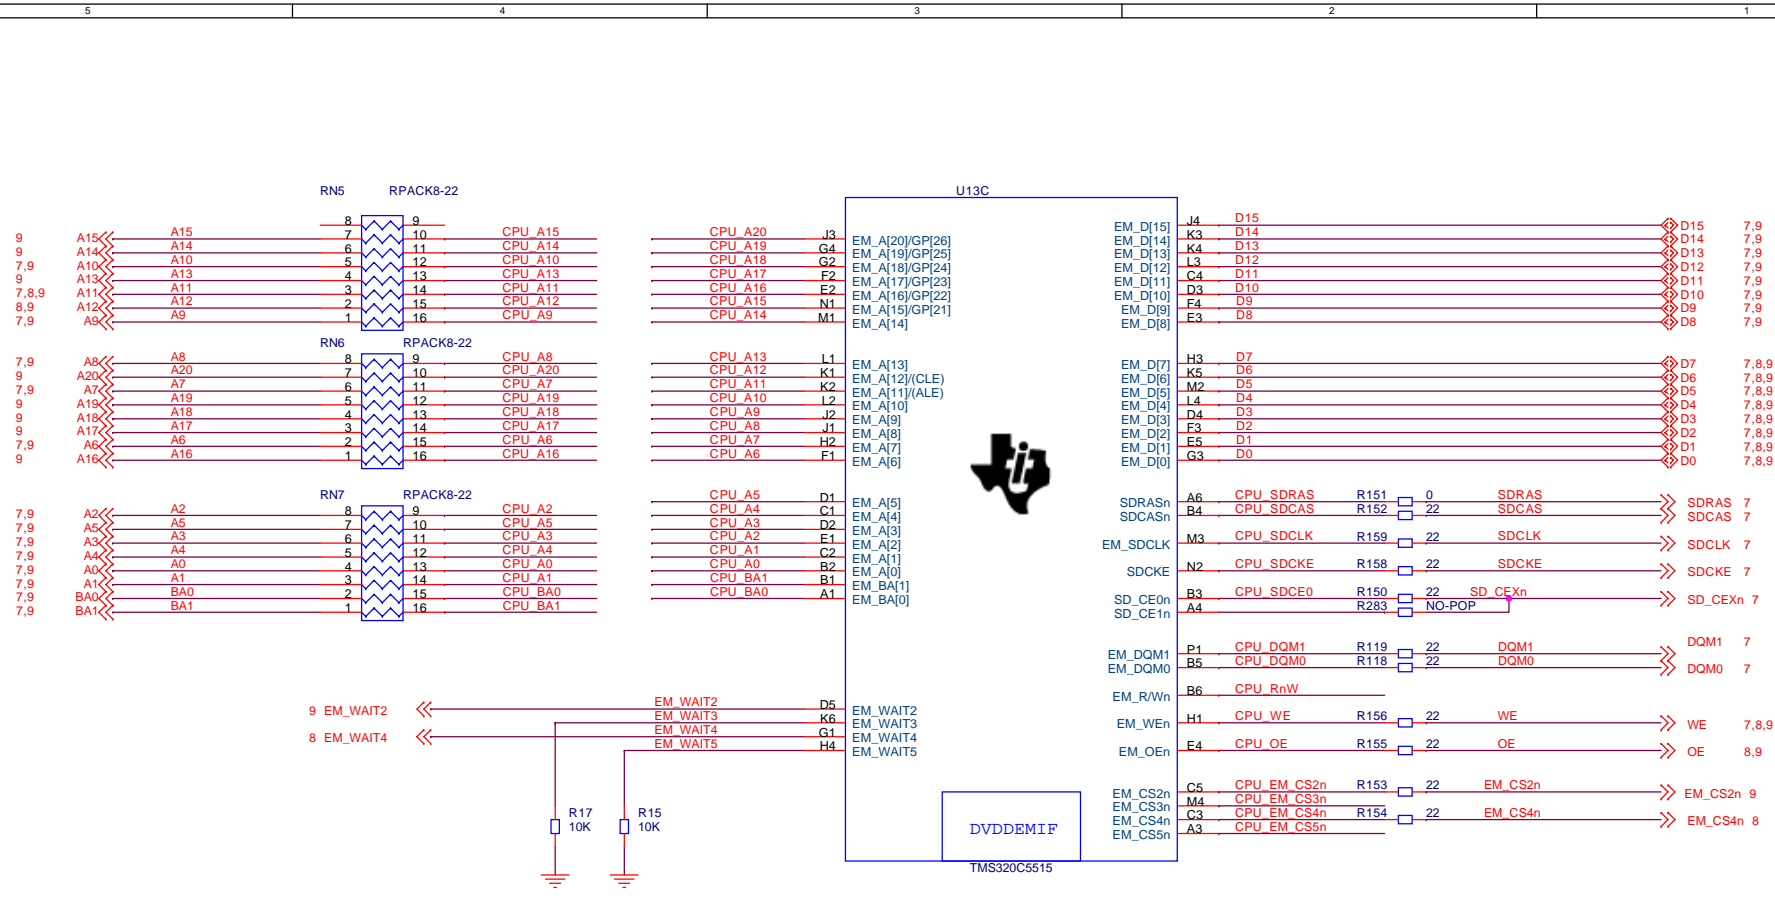 5 4 3 2 1
RN5 RPACK8-22 U13C
9 A15 A15 7 10 CPU_A15
9 A14 A14 6 11 CPU_A14
7,9 A10 A10 5 12 CPU_A10
9 A13 A13 4 13 CPU_A13
7,8,9 A11 A11 3 14 CPU_A11
8,9 A12 A12 2 15 CPU_A12
7,9 A9 A9 1 16 CPU_A9
8 9
RN6 RPACK8-22
7,9 A8 A8 8 9 CPU_A8
9 A20 A20 7 10 CPU_A20
7,9 A7 A7 6 11 CPU_A7
9 A19 A19 5 12 CPU_A19
9 A18 A18 4 13 CPU_A18
9 A17 A17 3 14 CPU_A17
7,9 A6 A6 2 15 CPU_A6
9 A16 A16 1 16 CPU_A16
RN7 RPACK8-22
7,9 A2 A2 8 9 CPU_A2
7,9 A5 A5 7 10 CPU_A5
7,9 A3 A3 6 11 CPU_A3
7,9 A4 A4 5 12 CPU_A4
7,9 A0 A0 4 13 CPU_A0
7,9 A1 A1 3 14 CPU_A1
7,9 BA0 BA0 2 15 CPU_BA0
7,9 BA1 BA1 1 16 CPU_BA1
CPU_A20 J3 EM_A[20]/GP[26]
CPU_A19 G4 EM_A[19]/GP[25]
CPU_A18 G2 EM_A[18]/GP[24]
CPU_A17 F2 EM_A[17]/GP[23]
CPU_A16 E2 EM_A[16]/GP[22]
CPU_A15 N1 EM_A[15]/GP[21]
CPU_A14 M1 EM_A[14]
CPU_A13 L1 EM_A[13]
CPU_A12 K1 EM_A[12]/(CLE)
CPU_A11 K2 EM_A[11]/(ALE)
CPU_A10 L2 EM_A[10]
CPU_A9 J2 EM_A[9]
CPU_A8 J1 EM_A[8]
CPU_A7 H2 EM_A[7]
CPU_A6 F1 EM_A[6]
CPU_A5 D1 EM_A[5]
CPU_A4 C1 EM_A[4]
CPU_A3 D2 EM_A[3]
CPU_A2 E1 EM_A[2]
CPU_A1 C2 EM_A[1]
CPU_A0 B2 EM_A[0]
CPU_BA1 B1 EM_BA[1]
CPU_BA0 A1 EM_BA[0]
9 EM_WAIT2 EM_WAIT2 D5 EM_WAIT2
EM_WAIT3 K6 EM_WAIT3
8 EM_WAIT4 EM_WAIT4 G1 EM_WAIT4
EM_WAIT5 H4 EM_WAIT5
R17 R15
10K 10K
EM_D[15] J4 D15 D15 7,9
EM_D[14] K3 D14 D14 7,9
EM_D[13] K4 D13 D13 7,9
EM_D[12] L3 D12 D12 7,9
EM_D[11] C4 D11 D11 7,9
EM_D[10] D3 D10 D10 7,9
EM_D[9] F4 D9 D9 7,9
EM_D[8] E3 D8 D8 7,9
EM_D[7] H3 D7 D7 7,8,9
EM_D[6] K5 D6 D6 7,8,9
EM_D[5] M2 D5 D5 7,8,9
EM_D[4] L4 D4 D4 7,8,9
EM_D[3] D4 D3 D3 7,8,9
EM_D[2] F3 D2 D2 7,8,9
EM_D[1] E5 D1 D1 7,8,9
EM_D[0] G3 D0 D0 7,8,9
SDRASn A6 CPU_SDRAS R151 0 SDRAS SDRAS 7
SDCASn B4 CPU_SDCAS R152 22 SDCAS SDCAS 7
EM_SDCLK M3 CPU_SDCLK R159 22 SDCLK SDCLK 7
SDCKE N2 CPU_SDCKE R158 22 SDCKE SDCKE 7
SD_CE0n B3 CPU_SDCE0 R150 22 SD_CEXn SD_CEXn 7
SD_CE1n A4 R283 NO-POP
EM_DQM1 P1 CPU_DQM1 R119 22 DQM1 DQM1 7
EM_DQM0 B5 CPU_DQM0 R118 22 DQM0 DQM0 7
EM_R/Wn B6 CPU_RnW
EM_WEn H1 CPU_WE R156 22 WE WE 7,8,9
EM_OEn E4 CPU_OE R155 22 OE OE 8,9
EM_CS2n C5 CPU_EM_CS2n R153 22 EM_CS2n EM_CS2n 9
EM_CS3n M4 CPU_EM_CS3n
EM_CS4n C3 CPU_EM_CS4n R154 22 EM_CS4n EM_CS4n 8
EM_CS5n A3 CPU_EM_CS5n
DVDDEMIF
TMS320C5515